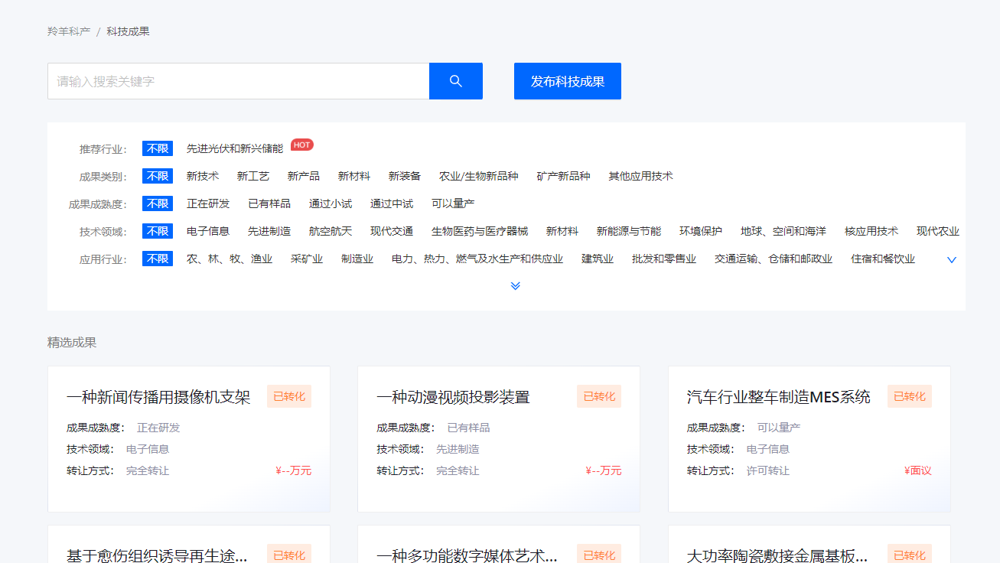 羚羊科产 / 科技成果
请输入搜索关键字
发布科技成果
推荐行业： 不限 先进光伏和新兴储能 HOT
成果类别： 不限 新技术 新工艺 新产品 新材料 新装备 农业/生物新品种 矿产新品种 其他应用技术
成果成熟度： 不限 正在研发 已有样品 通过小试 通过中试 可以量产
技术领域： 不限 电子信息 先进制造 航空航天 现代交通 生物医药与医疗器械 新材料 新能源与节能 环境保护 地球、空间和海洋 核应用技术 现代农业
应用行业： 不限 农、林、牧、渔业 采矿业 制造业 电力、热力、燃气及水生产和供应业 建筑业 批发和零售业 交通运输、仓储和邮政业 住宿和餐饮业
精选成果
一种新闻传播用摄像机支架 已转化
成果成熟度： 正在研发
技术领域： 电子信息
转让方式： 完全转让 ¥--万元
一种动漫视频投影装置 已转化
成果成熟度： 已有样品
技术领域： 先进制造
转让方式： 完全转让 ¥--万元
汽车行业整车制造MES系统 已转化
成果成熟度： 可以量产
技术领域： 电子信息
转让方式： 许可转让 ¥面议
基于愈伤组织诱导再生途... 已转化
一种多功能数字媒体艺术... 已转化
大功率陶瓷敷接金属基板... 已转化